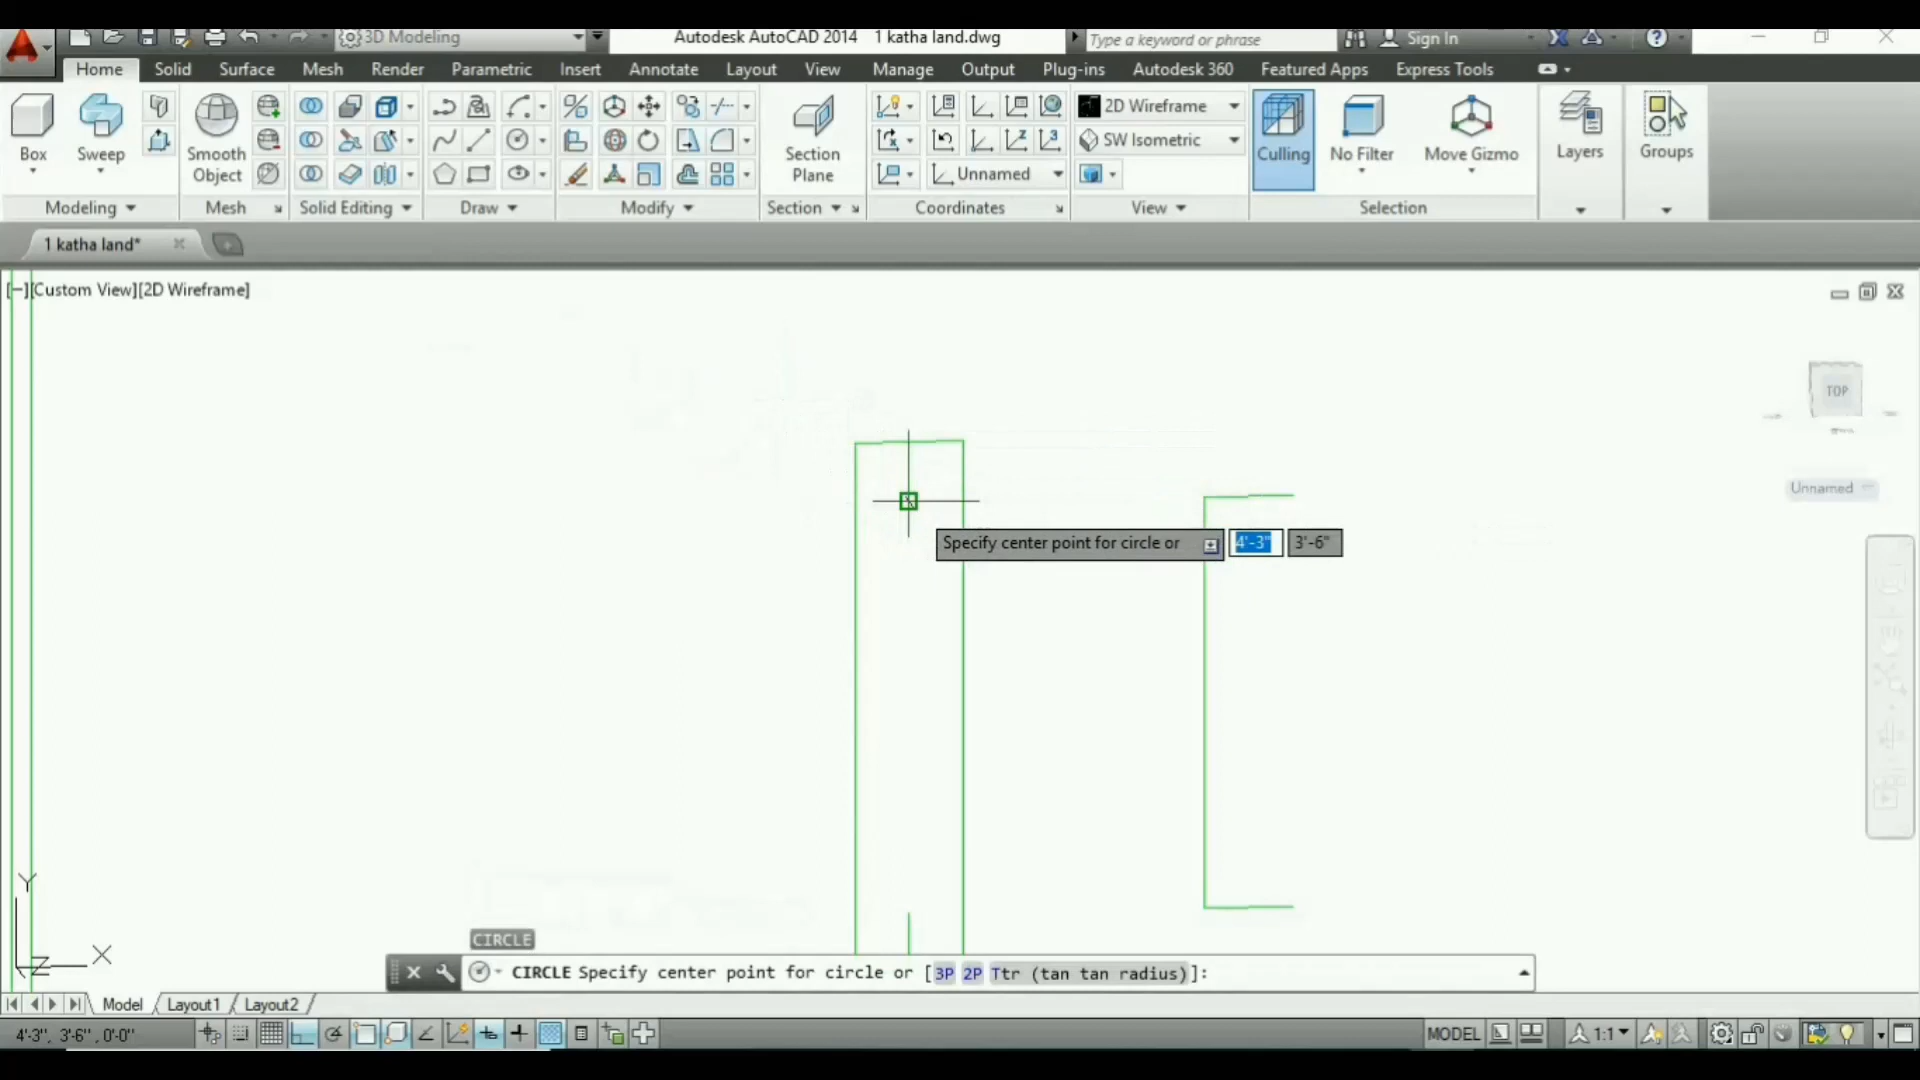 3D Modeling
Autodesk AutoCAD 2014 1 katha land.dwg
Type a keyword or phrase
Sign In
Home Solid Surface Mesh Render Parametric Insert Annotate Layout View Manage Output Plug-ins Autodesk 360 Featured Apps Express Tools
Box
Sweep
Smooth Object
Section Plane
Unnamed
2D Wireframe
SW Isometric
Culling
No Filter
Move Gizmo
Layers
Groups
Modeling Mesh Solid Editing Draw Modify Section Coordinates View Selection
1 katha land*
[−][Custom View][2D Wireframe]
TOP
Unnamed
Specify center point for circle or 4'-3" 3'-6"
Y
Z
X
CIRCLE
CIRCLE Specify center point for circle or [3P 2P Ttr (tan tan radius)]:
Model Layout1 Layout2
4'-3", 3'-6", 0'-0"
MODEL
1:1